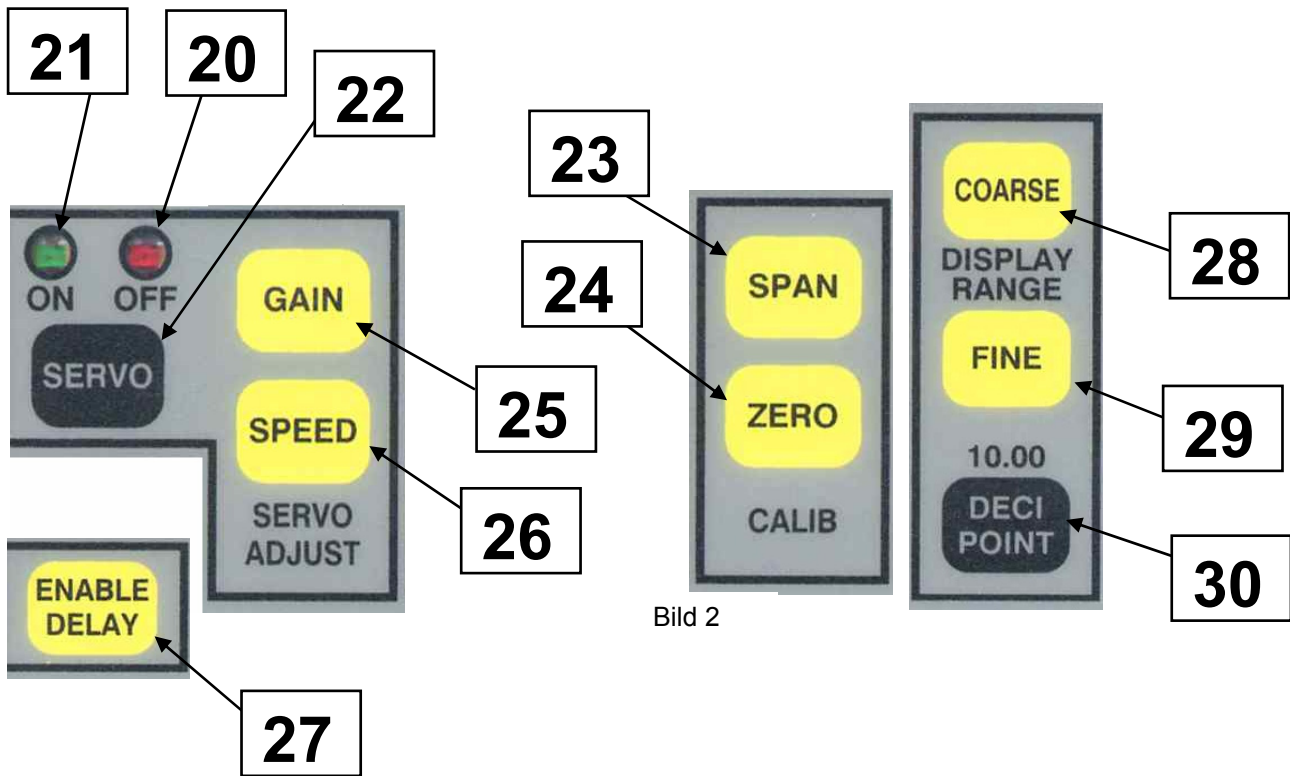 21
20
22
ON
OFF
SERVO
GAIN
25
SPEED
26
SERVO
ADJUST
ENABLE
DELAY
27
23
SPAN
24
ZERO
CALIB
Bild 2
COARSE
28
DISPLAY
RANGE
FINE
29
10.00
DECI
POINT
30